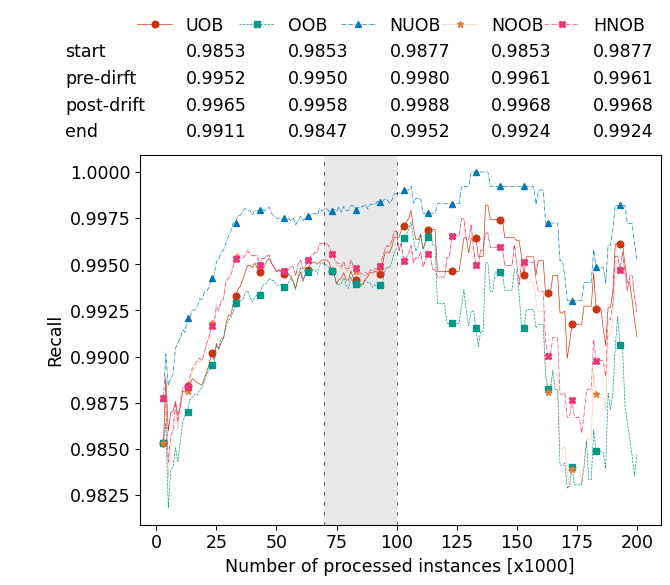 UOB OOB NUOB NOOB HNOB
start 0.9853 0.9853 0.9877 0.9853 0.9877
pre-dirft 0.9952 0.9950 0.9980 0.9961 0.9961
post-drift 0.9965 0.9958 0.9988 0.9968 0.9968
end 0.9911 0.9847 0.9952 0.9924 0.9924
1.0000
0.9975
0.9950
0.9925
0.9900
0.9875
0.9850
0.9825
Recall
0 25 50 75 100 125 150 175 200
Number of processed instances [x1000]